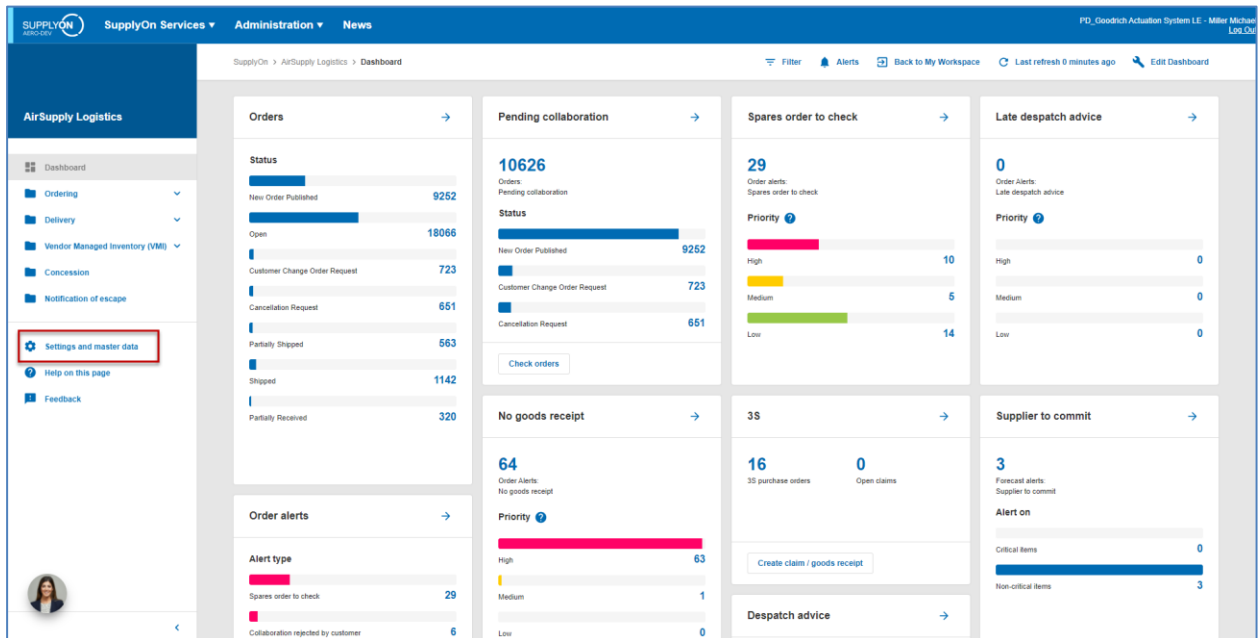 SUPPLYON
AERO-DEV
SupplyOn Services
Administration
News
PD_Goodrich Actuation System LE - Miller Michael
Log Out
SupplyOn > AirSupply Logistics > Dashboard
Filter
Alerts
Back to My Workspace
Last refresh 0 minutes ago
Edit Dashboard
AirSupply Logistics
Dashboard
Ordering
Delivery
Vendor Managed Inventory (VMI)
Concession
Notification of escape
Settings and master data
Help on this page
Feedback
Orders
Status
New Order Published 9252
Open 18066
Customer Change Order Request 723
Cancellation Request 651
Partially Shipped 563
Shipped 1142
Partially Received 320
Order alerts
Alert type
Spares order to check 29
Collaboration rejected by customer 6
Pending collaboration
10626
Orders:
Pending collaboration
Status
New Order Published 9252
Customer Change Order Request 723
Cancellation Request 651
Check orders
No goods receipt
64
Order Alerts:
No goods receipt
Priority ?
High 63
Medium 1
Low 0
Spares order to check
29
Order alerts:
Spares order to check
Priority ?
High 10
Medium 5
Low 14
3S
16 0
3S purchase orders Open claims
Create claim / goods receipt
Despatch advice
Late despatch advice
0
Order Alerts:
Late despatch advice
Priority ?
High 0
Medium 0
Low 0
Supplier to commit
3
Forecast alerts:
Supplier to commit
Alert on
Critical items 0
Non-critical items 3